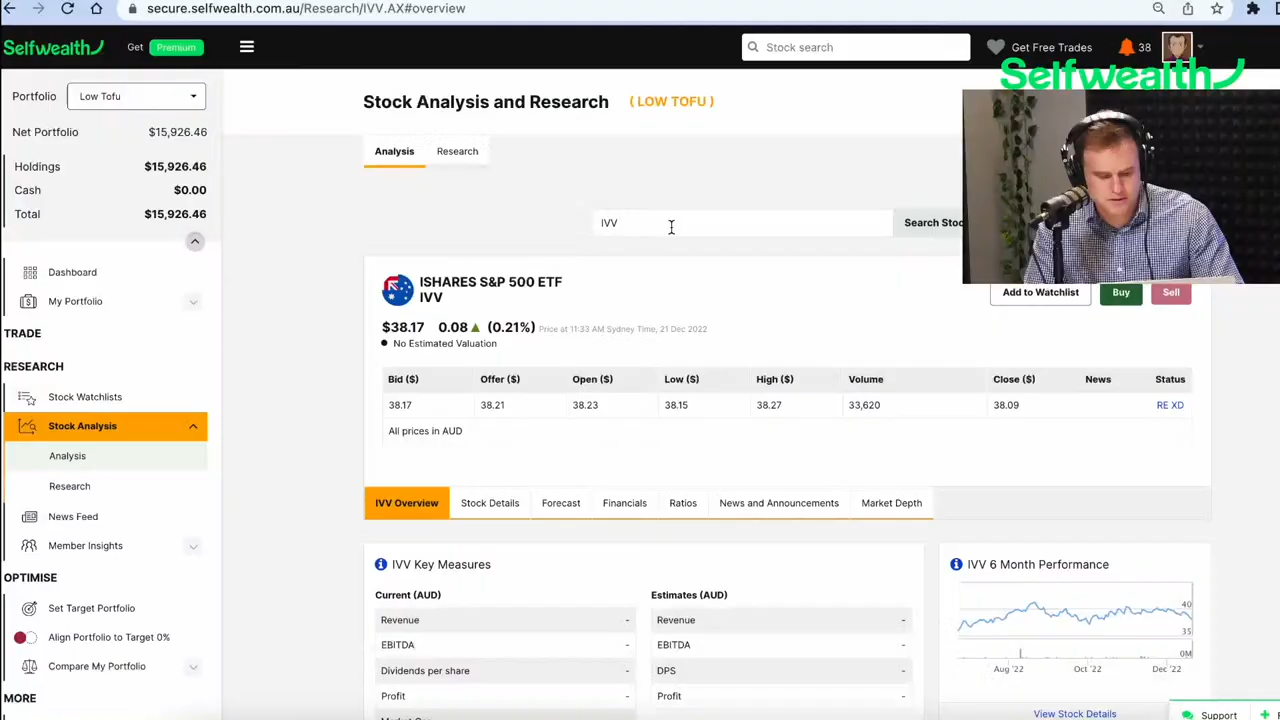 secure.selfwealth.com.au/Research/IVV.AX#overview
Selfwealth
Get Premium
Stock search
Get Free Trades
38
Selfwealth
Portfolio
Low Tofu
Net Portfolio $15,926.46
Holdings $15,926.46
Cash $0.00
Total $15,926.46
Dashboard
My Portfolio
TRADE
RESEARCH
Stock Watchlists
Stock Analysis
Analysis
Research
News Feed
Member Insights
OPTIMISE
Set Target Portfolio
Align Portfolio to Target 0%
Compare My Portfolio
MORE
Stock Analysis and Research ( LOW TOFU )
Analysis Research
IVV
Search Stoc
ISHARES S&P 500 ETF
IVV
Add to Watchlist Buy Sell
$38.17 0.08 (0.21%) Price at 11:33 AM Sydney Time, 21 Dec 2022
No Estimated Valuation
Bid ($) Offer ($) Open ($) Low ($) High ($) Volume Close ($) News Status
38.17 38.21 38.23 38.15 38.27 33,620 38.09 RE XD
All prices in AUD
IVV Overview Stock Details Forecast Financials Ratios News and Announcements Market Depth
IVV Key Measures
Current (AUD) Estimates (AUD)
Revenue - Revenue -
EBITDA - EBITDA -
Dividends per share - DPS -
Profit - Profit -
IVV 6 Month Performance
40
35
0M
Aug '22 Oct '22 Dec '22
View Stock Details
Support